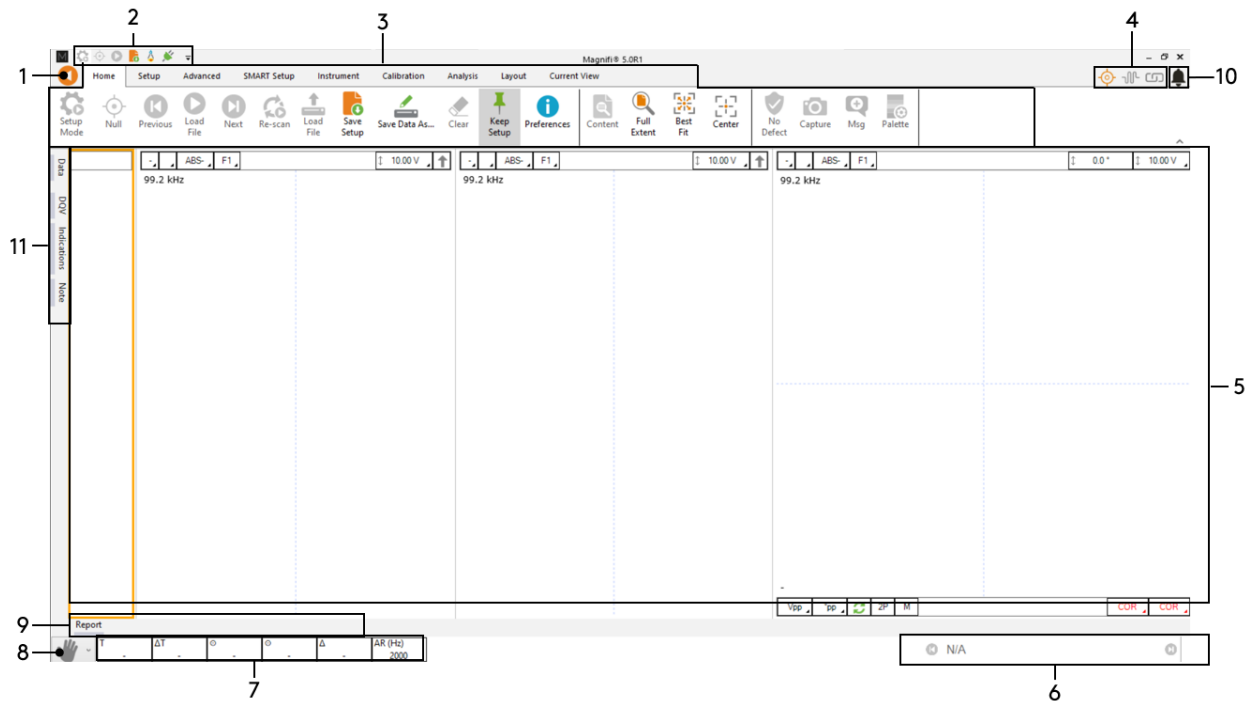 2
3
4
Magnifi® 5.0R1
1
Home Setup Advanced SMART Setup Instrument Calibration Analysis Layout Current View
10
Setup Mode
Null
Previous
Load File
Next
Re-scan
Load File
Save Setup
Save Data As...
Clear
Keep Setup
Preferences
Content
Full Extent
Best Fit
Center
No Defect
Capture
Msg
Palette
- ABS- F1 10.00 V
- ABS- F1 10.00 V
- ABS- F1 0.0 ° 10.00 V
99.2 kHz
99.2 kHz
99.2 kHz
Data
DQV
Indications
Note
11
5
-
Vpp °pp 2P M COR COR
9
Report
8
T ΔT Δ AR (Hz)
- - - - - 2000
N/A
7
6